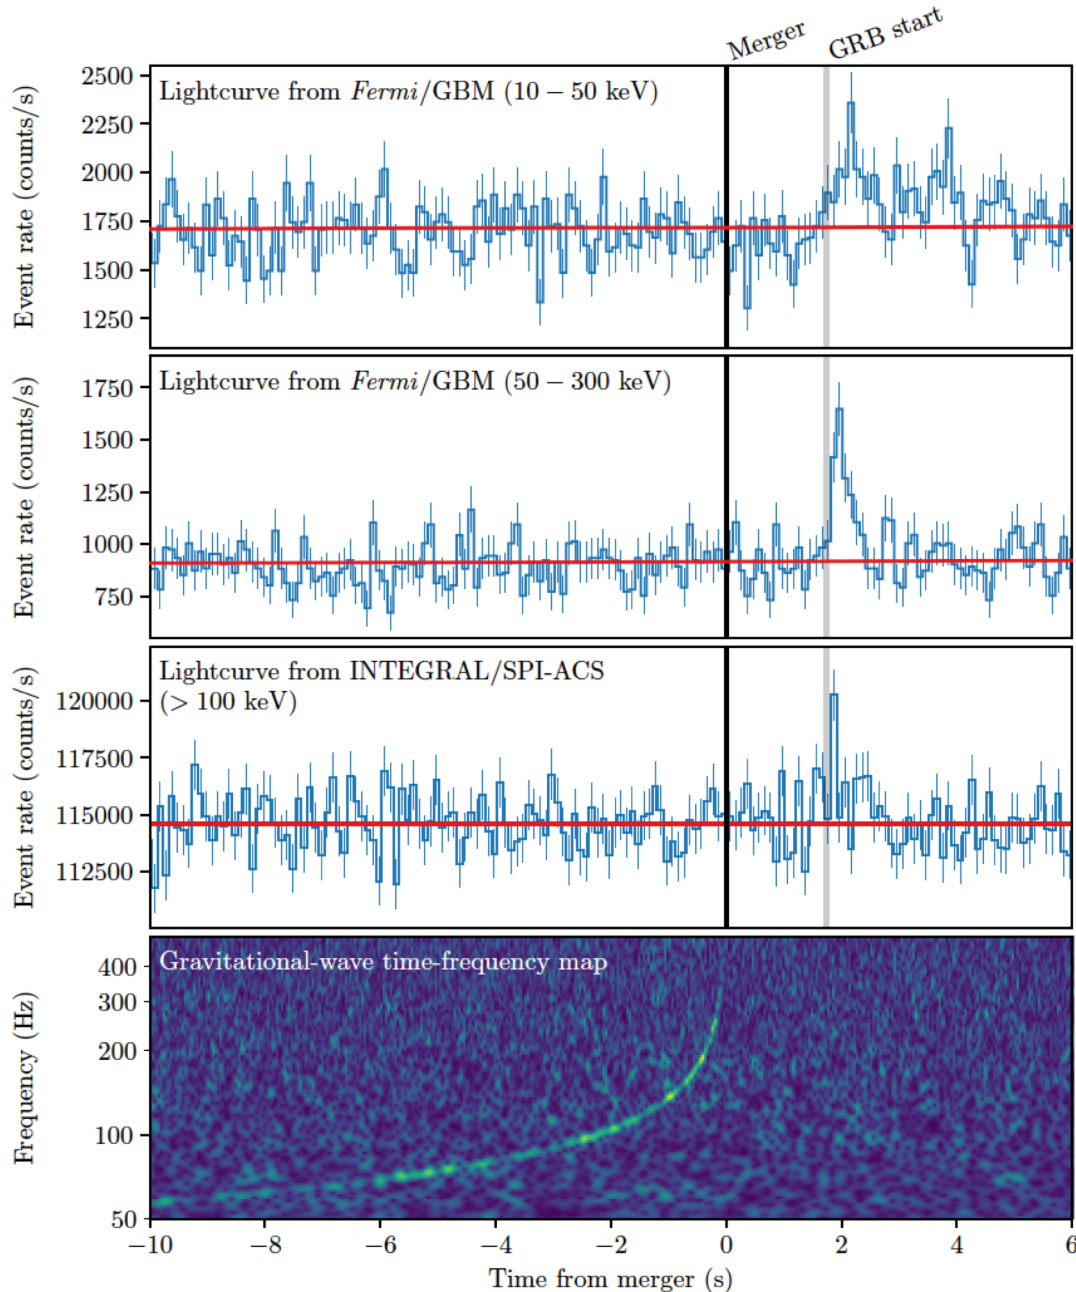 Merger
GRB start
Lightcurve from Fermi/GBM (10 − 50 keV)
Event rate (counts/s)
2500
2250
2000
1750
1500
1250
Lightcurve from Fermi/GBM (50 − 300 keV)
Event rate (counts/s)
1750
1500
1250
1000
750
Lightcurve from INTEGRAL/SPI-ACS
(> 100 keV)
Event rate (counts/s)
120000
117500
115000
112500
Gravitational-wave time-frequency map
Frequency (Hz)
400
300
200
100
50
−10 −8 −6 −4 −2 0 2 4 6
Time from merger (s)